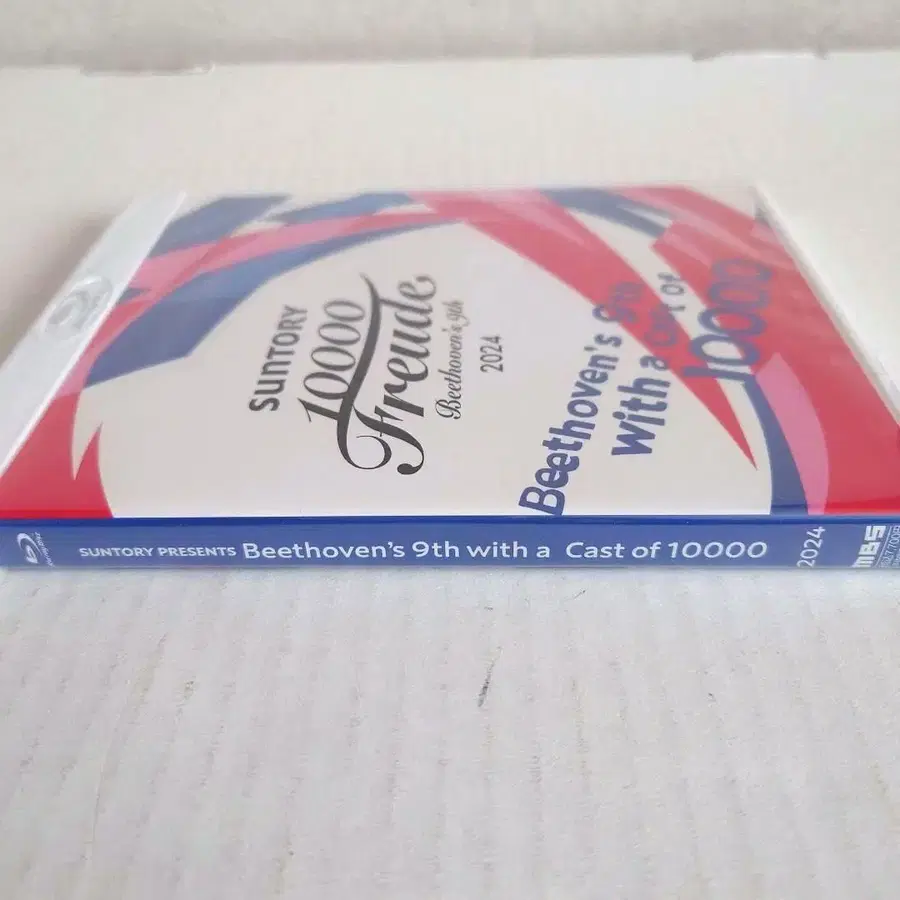 SUNTORY
10000
Freude
Beethoven's 9th
2024
Beethoven's 9th
with a cast of
10000
SUNTORY PRESENTS Beethoven's 9th with a Cast of 10000
2024
MBS